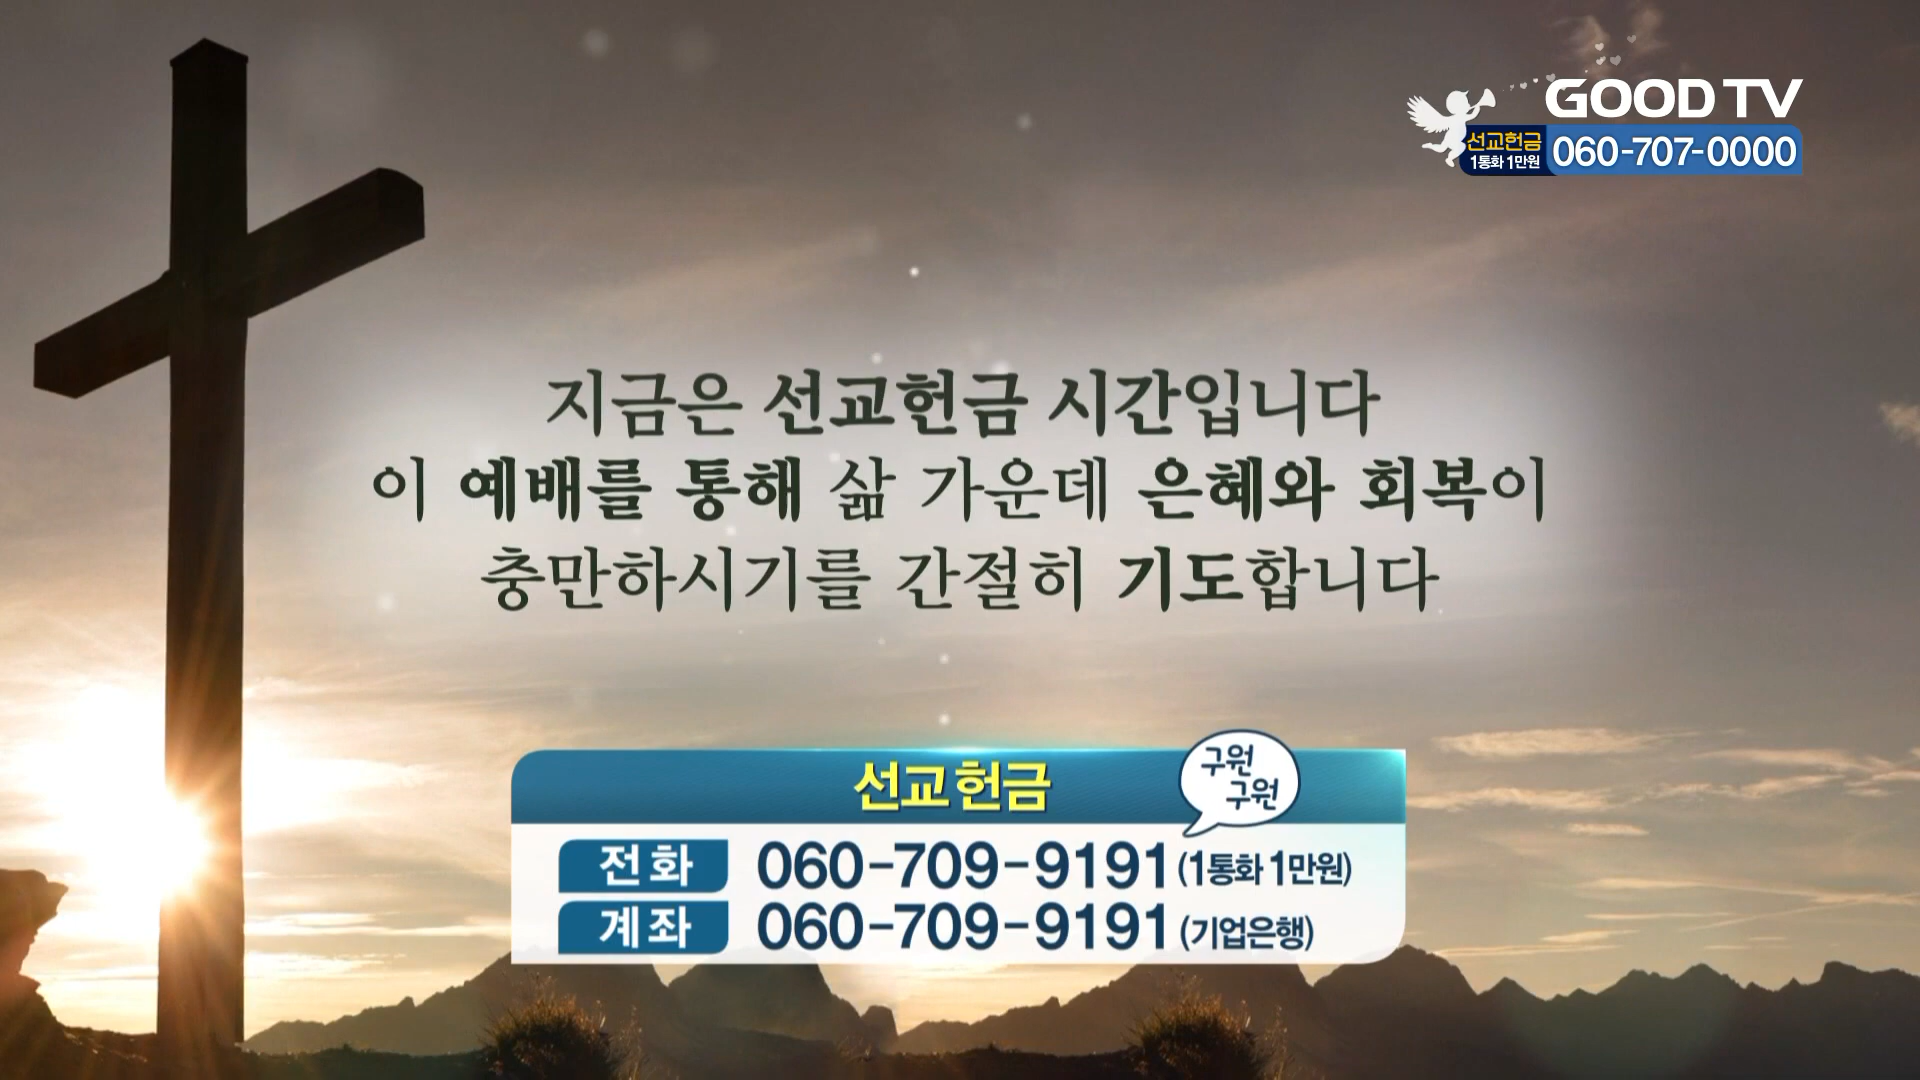 GOOD TV
선교헌금
1통화 1만원
060-707-0000
지금은 선교헌금 시간입니다
이 예배를 통해 삶 가운데 은혜와 회복이
충만하시기를 간절히 기도합니다
선교헌금
구원
구원
전화 060-709-9191 (1통화 1만원)
계좌 060-709-9191 (기업은행)